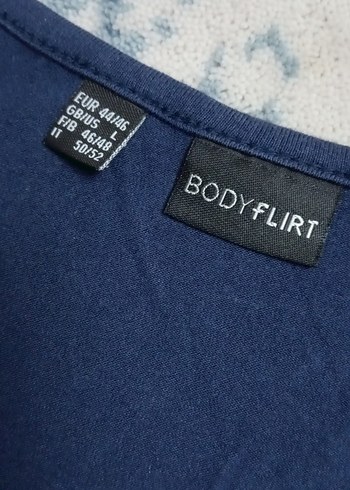 EUR 44/46
GB/US L
F/B 46/48
IT 50/52
BODYFLIRT